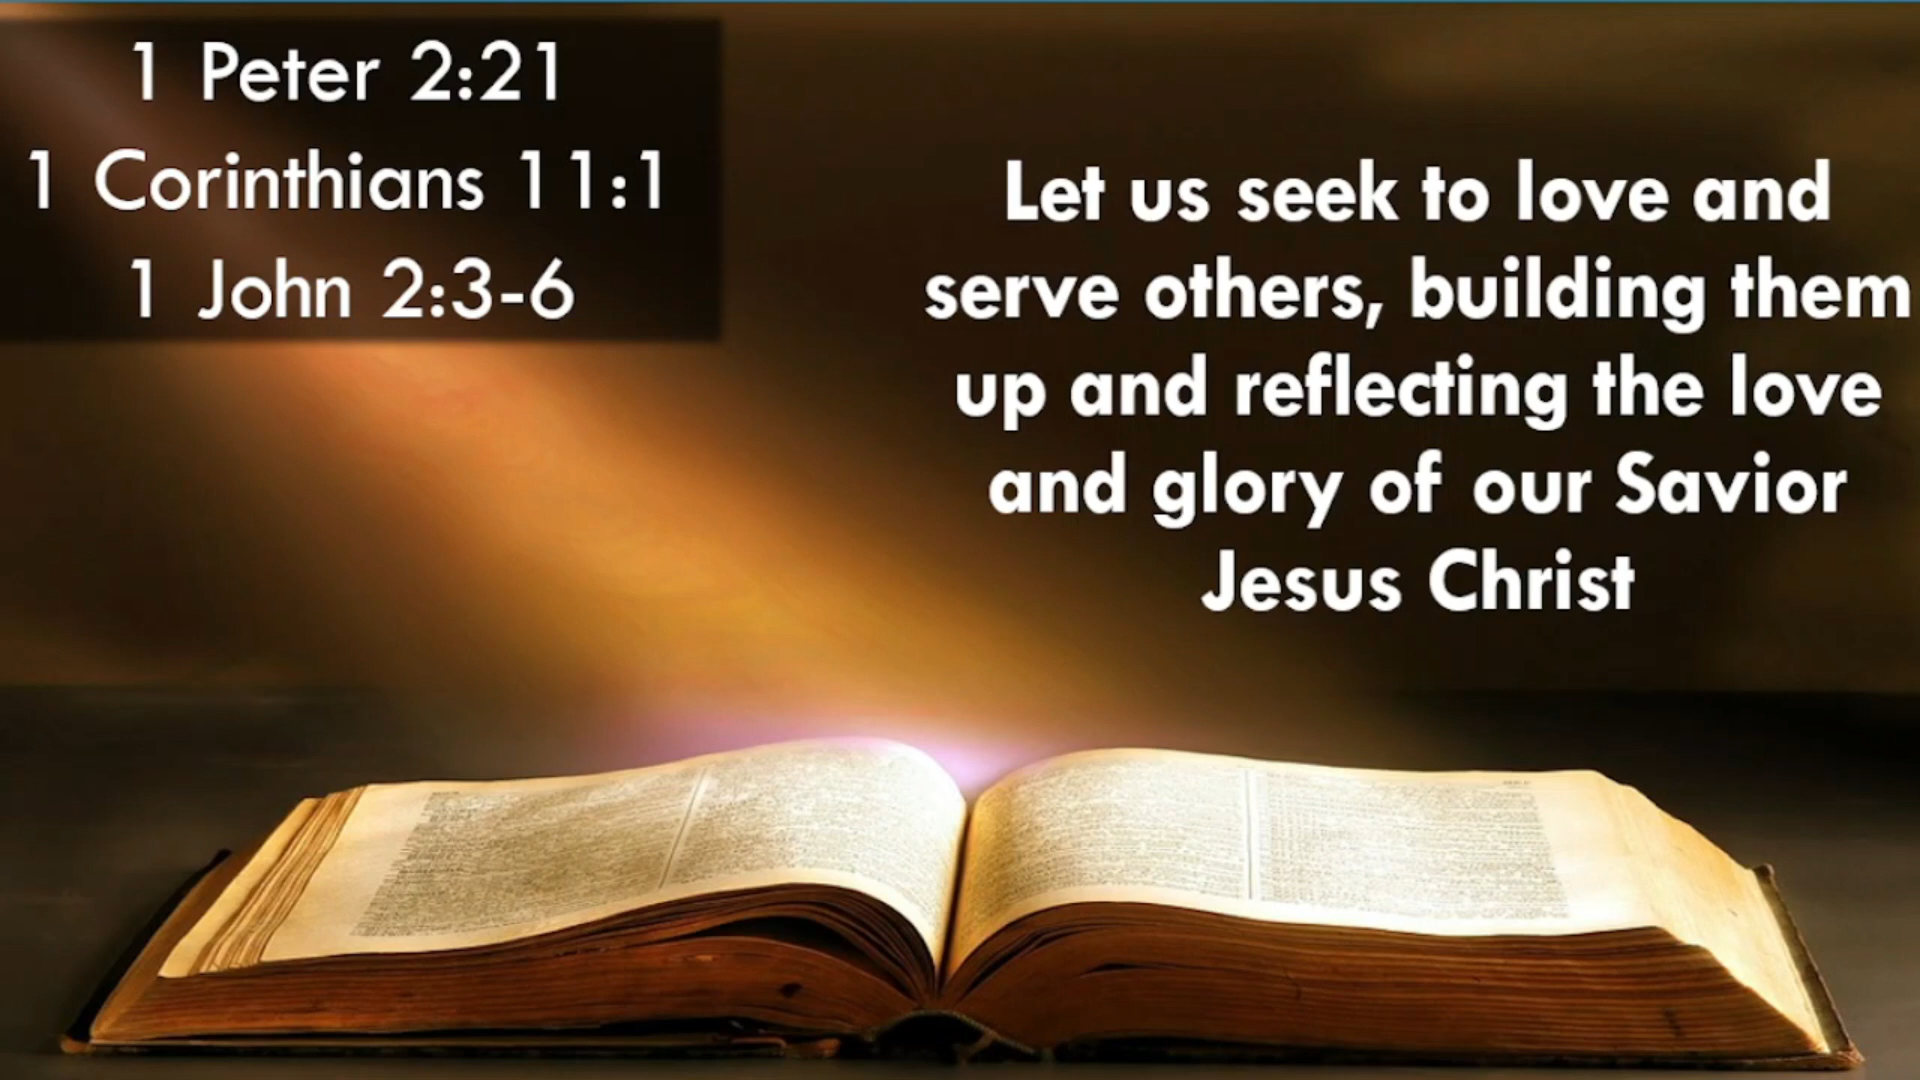 1 Peter 2:21
1 Corinthians 11:1
1 John 2:3-6
Let us seek to love and
serve others, building them
up and reflecting the love
and glory of our Savior
Jesus Christ